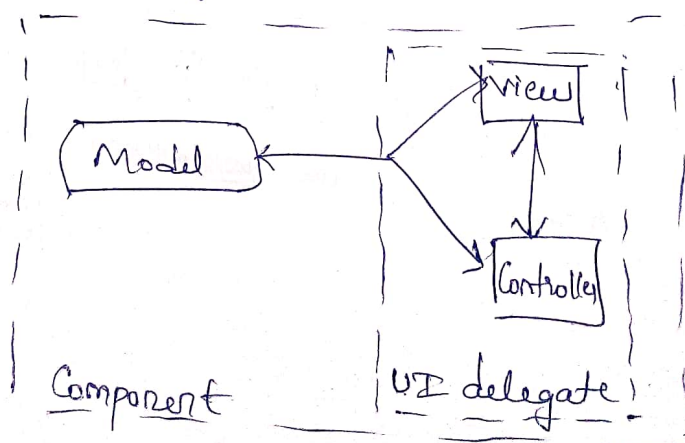 View
Model
Controller
Component
UI delegate